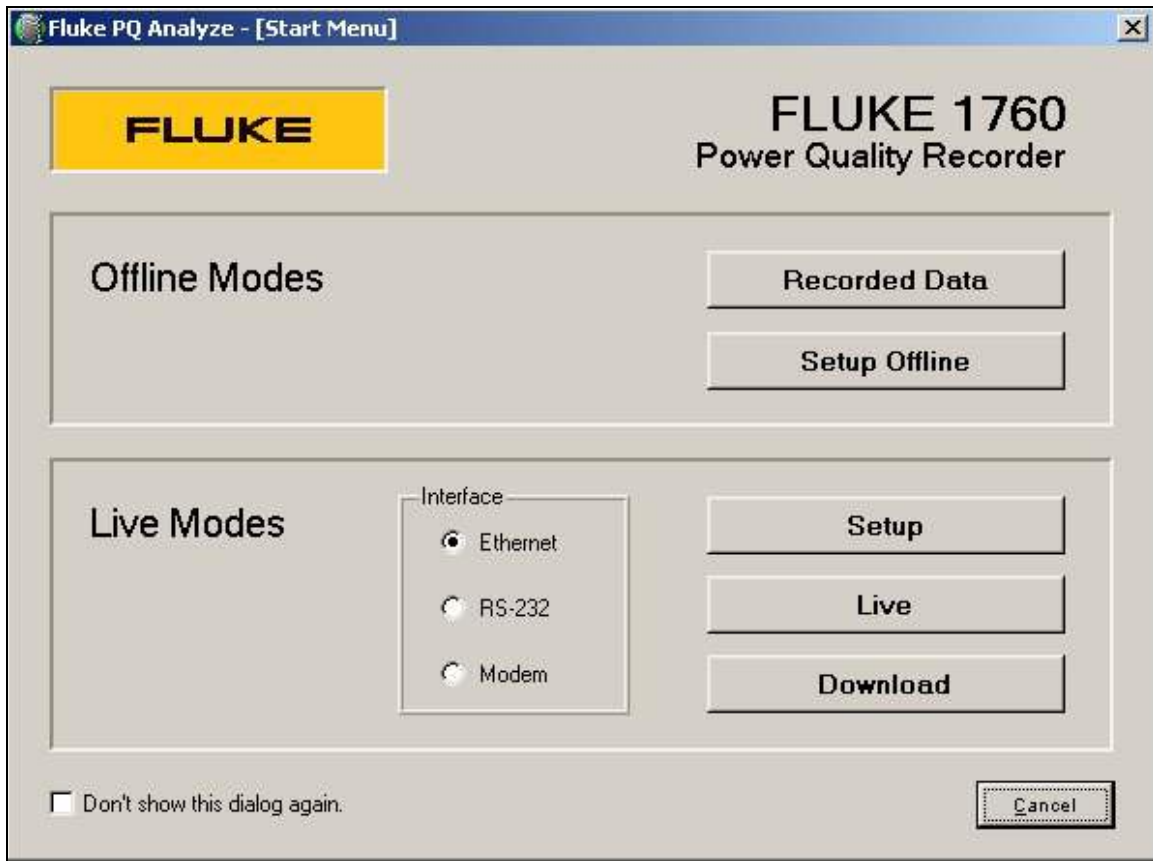 Fluke PQ Analyze - [Start Menu]
FLUKE
FLUKE 1760
Power Quality Recorder
Offline Modes
Recorded Data
Setup Offline
Live Modes
Interface
Ethernet
RS-232
Modem
Setup
Live
Download
Don't show this dialog again.
Cancel